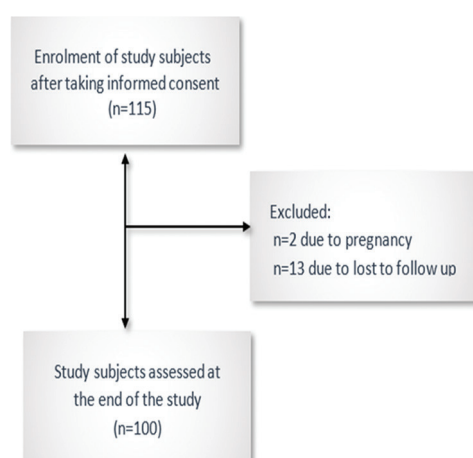 Enrolment of study subjects
after taking informed consent
(n=115)
Excluded:
n=2 due to pregnancy
n=13 due to lost to follow up
Study subjects assessed at
the end of the study
(n=100)